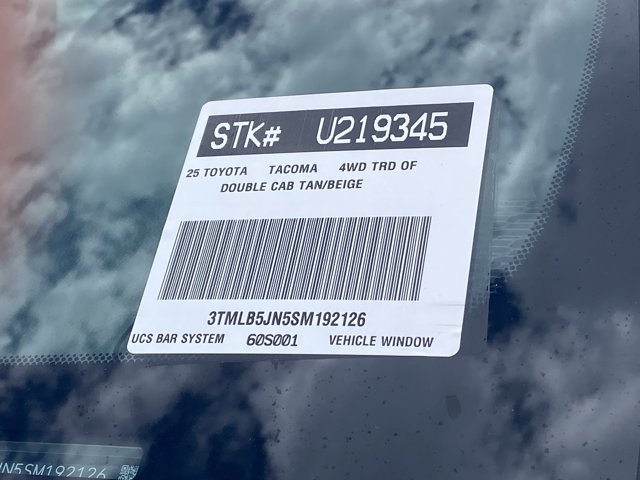 STK# U219345
25 TOYOTA TACOMA 4WD TRD OF
DOUBLE CAB TAN/BEIGE
3TMLB5JN5SM192126
UCS BAR SYSTEM 60S001 VEHICLE WINDOW
JN5SM192126